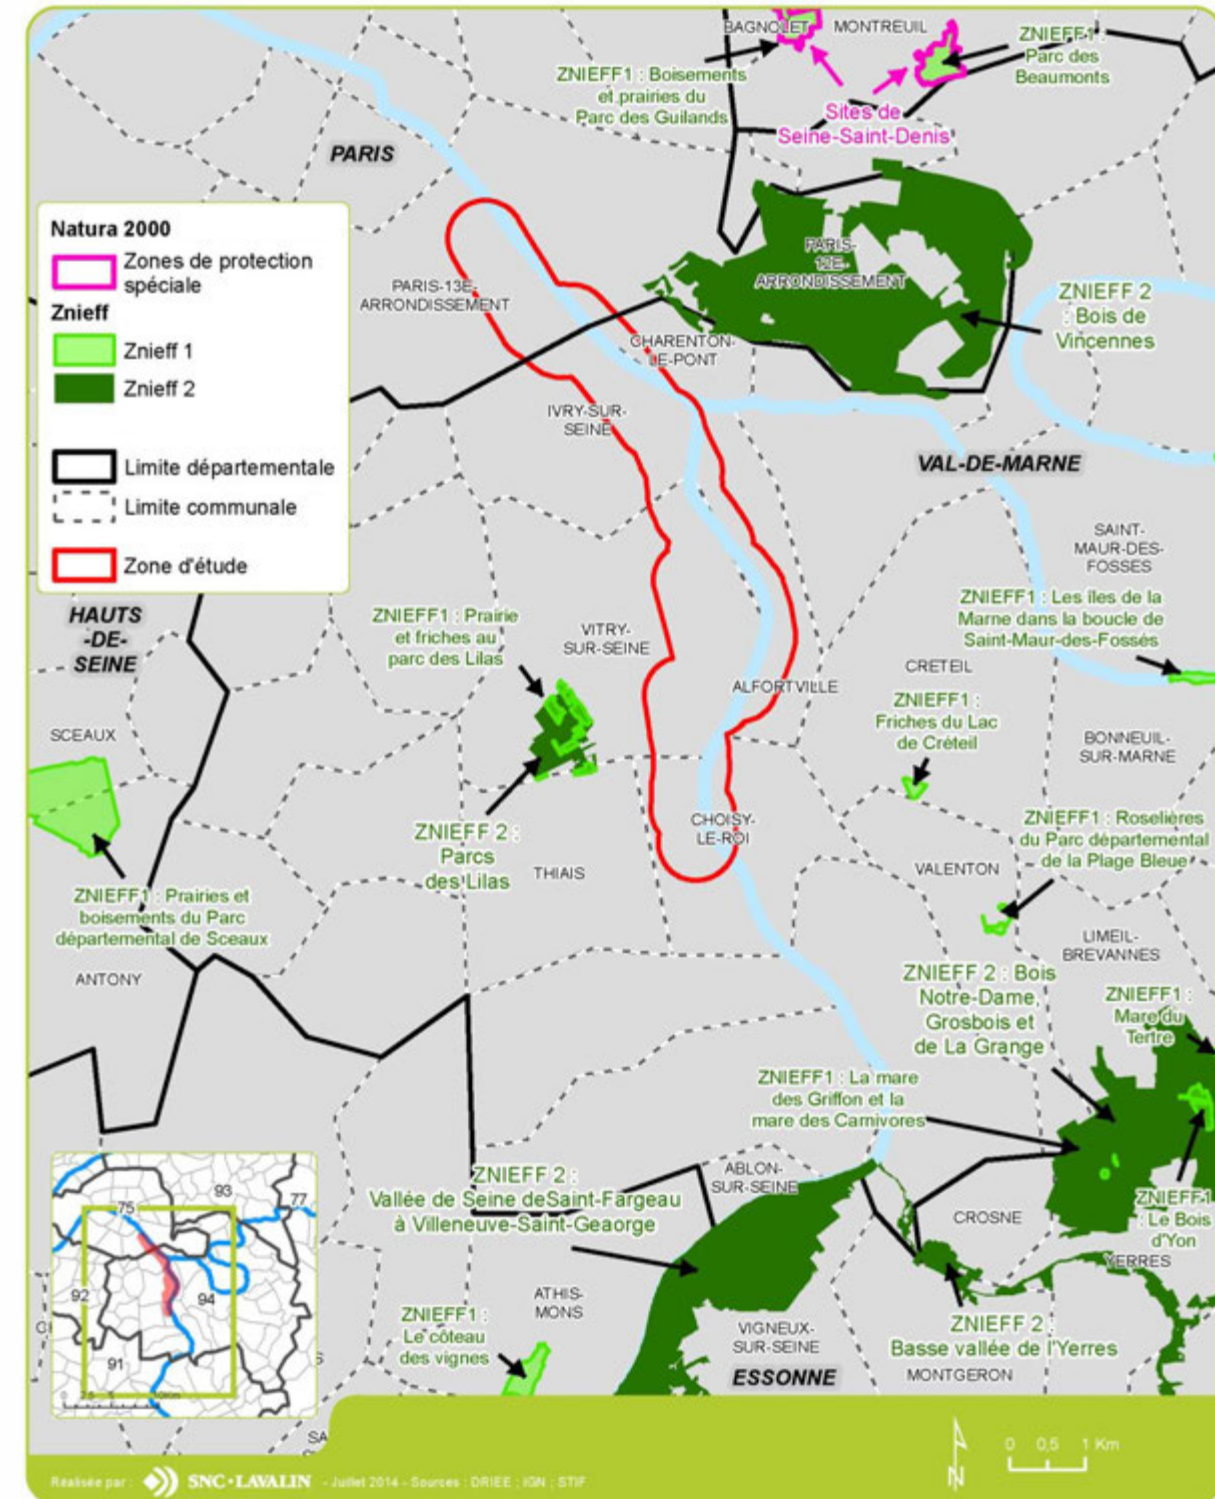 BAGNOLET
MONTREUIL
ZNIEFF1 :
Parc des
Beaumonts
ZNIEFF1 : Boisements
et prairies du
Parc des Guilands
Sites de
Seine-Saint-Denis
PARIS
Natura 2000
Zones de protection
spéciale
Znieff
Znieff 1
Znieff 2
Limite départementale
Limite communale
Zone d'étude
PARIS-13E-
ARRONDISSEMENT
PARIS-
12E-
ARRONDISSEMENT
ZNIEFF 2
: Bois de
Vincennes
CHARENTON-
LE-PONT
IVRY-SUR-
SEINE
VAL-DE-MARNE
SAINT-
MAUR-DES-
FOSSES
HAUTS
-DE-
SEINE
ZNIEFF1 : Prairie
et friches au
parc des Lilas
VITRY-
SUR-SEINE
ZNIEFF1 : Les îles de la
Marne dans la boucle de
Saint-Maur-des-Fossés
CRETEIL
ALFORTVILLE
ZNIEFF1 :
Friches du Lac
de Créteil
SCEAUX
BONNEUIL-
SUR-MARNE
CHOISY-
LE-ROI
ZNIEFF 2 :
Parcs
des Lilas
THIAIS
ZNIEFF1 : Roselières
du Parc départemental
de la Plage Bleue
VALENTON
ZNIEFF1 : Prairies et
boisements du Parc
départemental de Sceaux
ANTONY
LIMEIL-
BREVANNES
ZNIEFF 2 : Bois
Notre-Dame,
Grosbois et
de La Grange
ZNIEFF1 :
Mare du
Tertre
ZNIEFF1 : La mare
des Griffon et la
mare des Carnivores
ZNIEFF 2 :
Vallée de Seine deSaint-Fargeau
à Villeneuve-Saint-Geaorge
ABLON-
SUR-SEINE
CROSNE
ZNIEFF1
: Le Bois
d'Yon
YERRES
93
77
75
92
94
91
ATHIS-
MONS
ZNIEFF1 :
Le côteau
des vignes
VIGNEUX-
SUR-SEINE
ZNIEFF 2 :
Basse vallée de l'Yerres
ESSONNE
MONTGERON
SA
N
0 0,5 1 Km
Réalisée par : SNC•LAVALIN - Juillet 2014 - Sources : DRIEE ; IGN ; STIF